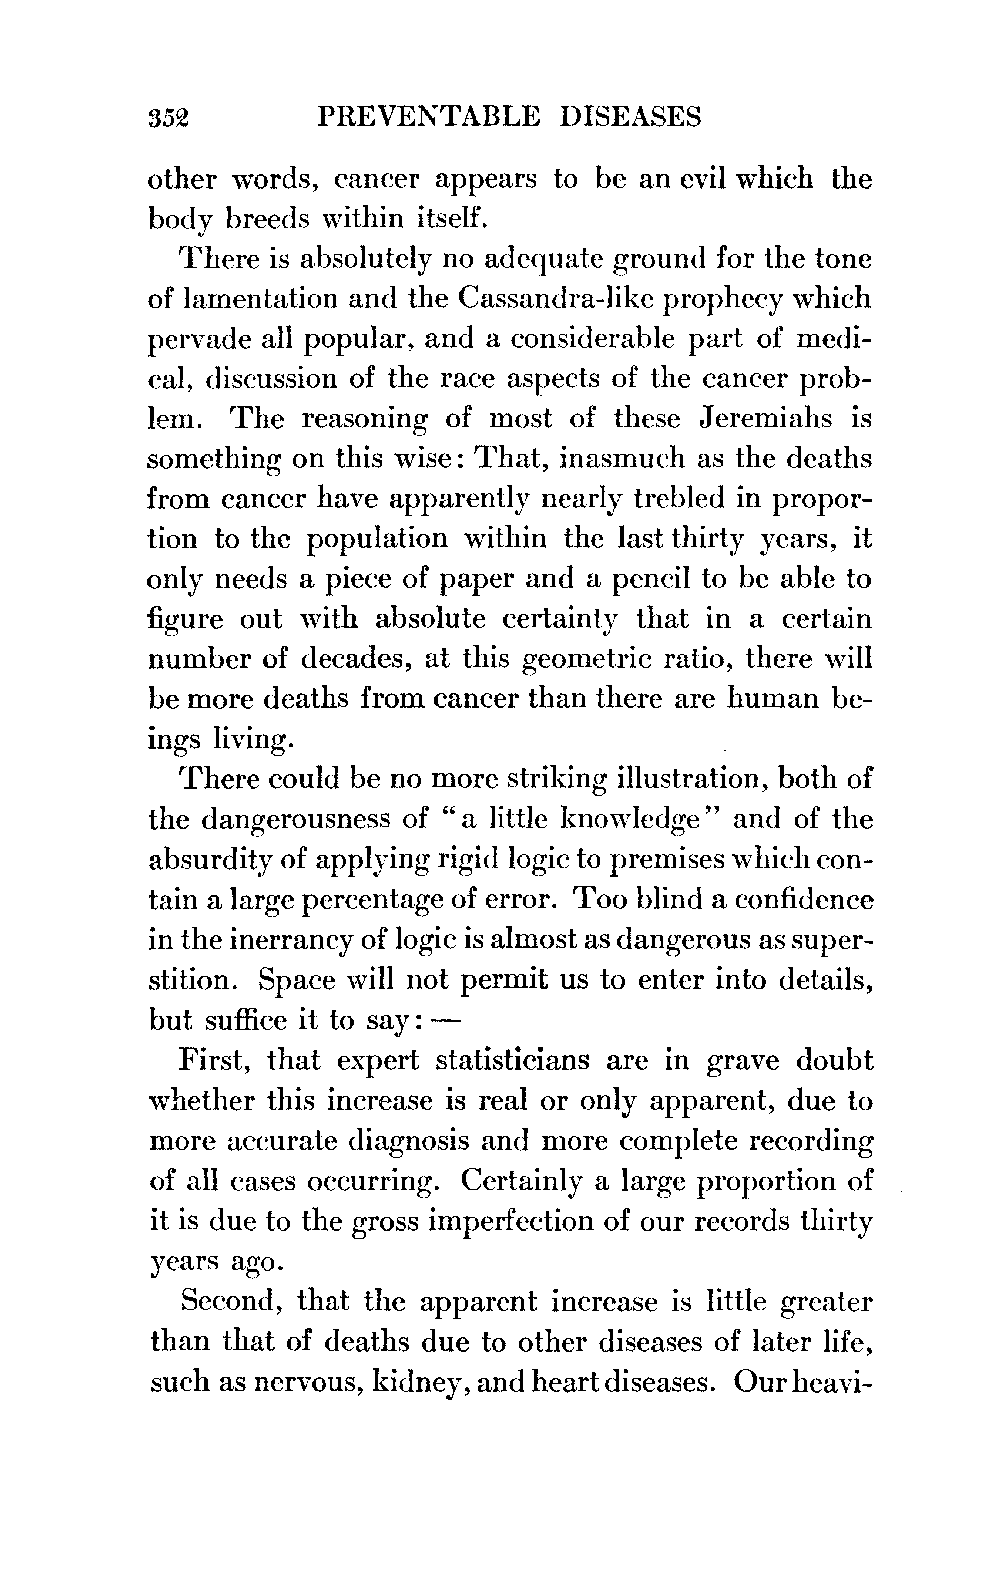 352 PREVENTABLE DISEASES
other words, cancer appears to be an evil which the
body breeds within itself.
There is absolutely no adequate ground for the tone
of lamentation and the Cassandra-like prophecy which
pervade all popular, and a considerable part of medi-
cal, discussion of the race aspects of the cancer prob-
lem. The reasoning of most of these Jeremiahs is
something on this wise: That, inasmuch as the deaths
from cancer have apparently nearly trebled in propor-
tion to the population within the last thirty years, it
only needs a piece of paper and a pencil to be able to
figure out with absolute certainty that in a certain
number of decades, at this geometric ratio, there will
be more deaths from cancer than there are human be-
ings living.
There could be no more striking illustration, both of
the dangerousness of "a little knowledge" and of the
absurdity of applying rigid logic to premises which con-
tain a large percentage of error. Too blind a confidence
in the inerrancy of logic is almost as dangerous as super-
stition. Space will not permit us to enter into details,
but suffice it to say: —
First, that expert statisticians are in grave doubt
whether this increase is real or only apparent, due to
more accurate diagnosis and more complete recording
of all cases occurring. Certainly a large proportion of
it is due to the gross imperfection of our records thirty
years ago.
Second, that the apparent increase is little greater
than that of deaths due to other diseases of later life,
such as nervous, kidney, and heart diseases. Our heavi-